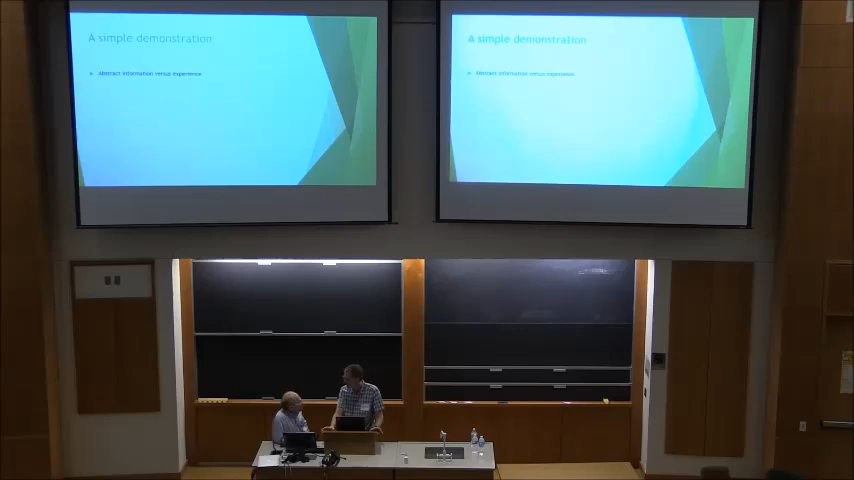 A simple demonstration
Abstract information versus experience
A simple demonstration
Abstract information versus experience